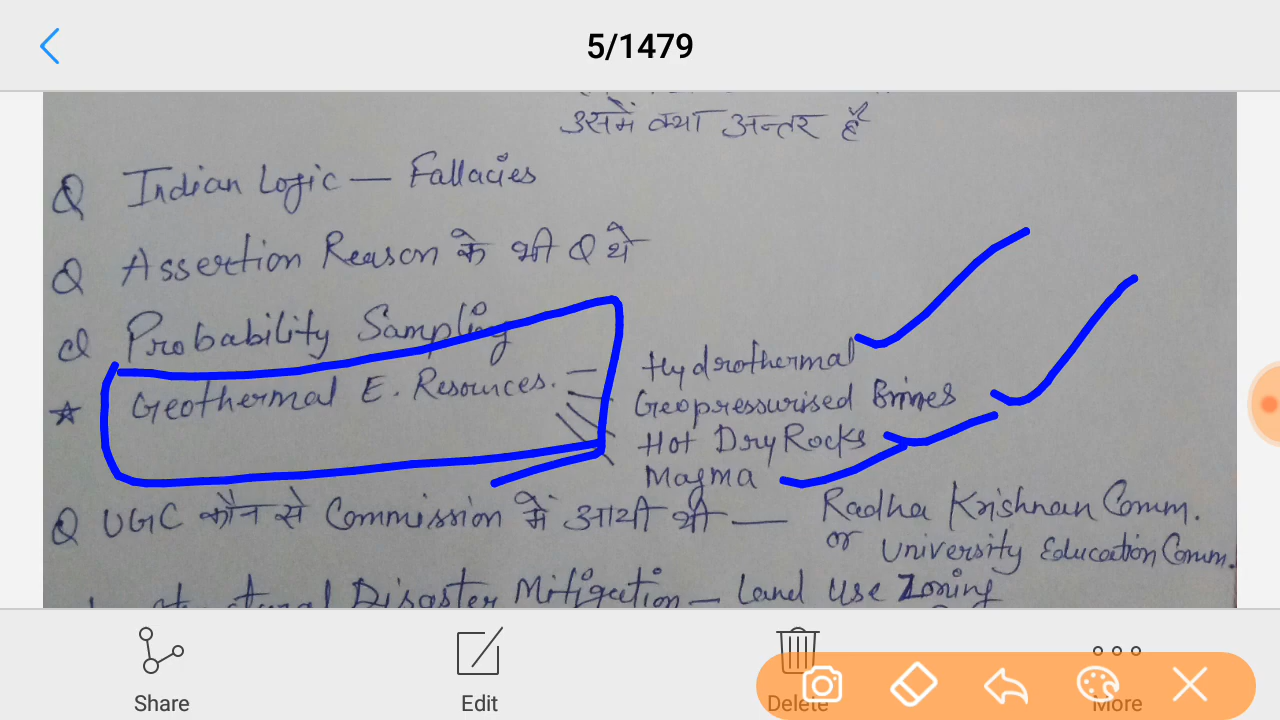 5/1479
उसमें क्या अन्तर है
Q Indian Logic — Fallacies
Q Assertion Reason के भी Q थे
Q Probability Sampling
☆ Geothermal E. Resources. — Hydrothermal
Geopressurised Brines
Hot Dry Rocks
Magma
Q UGC कौन से Commission में आयी थी — Radha Krishnan Comm.
or University Education Comm.
Disaster Mitigation — Land Use Zoning
Share Edit Delete More